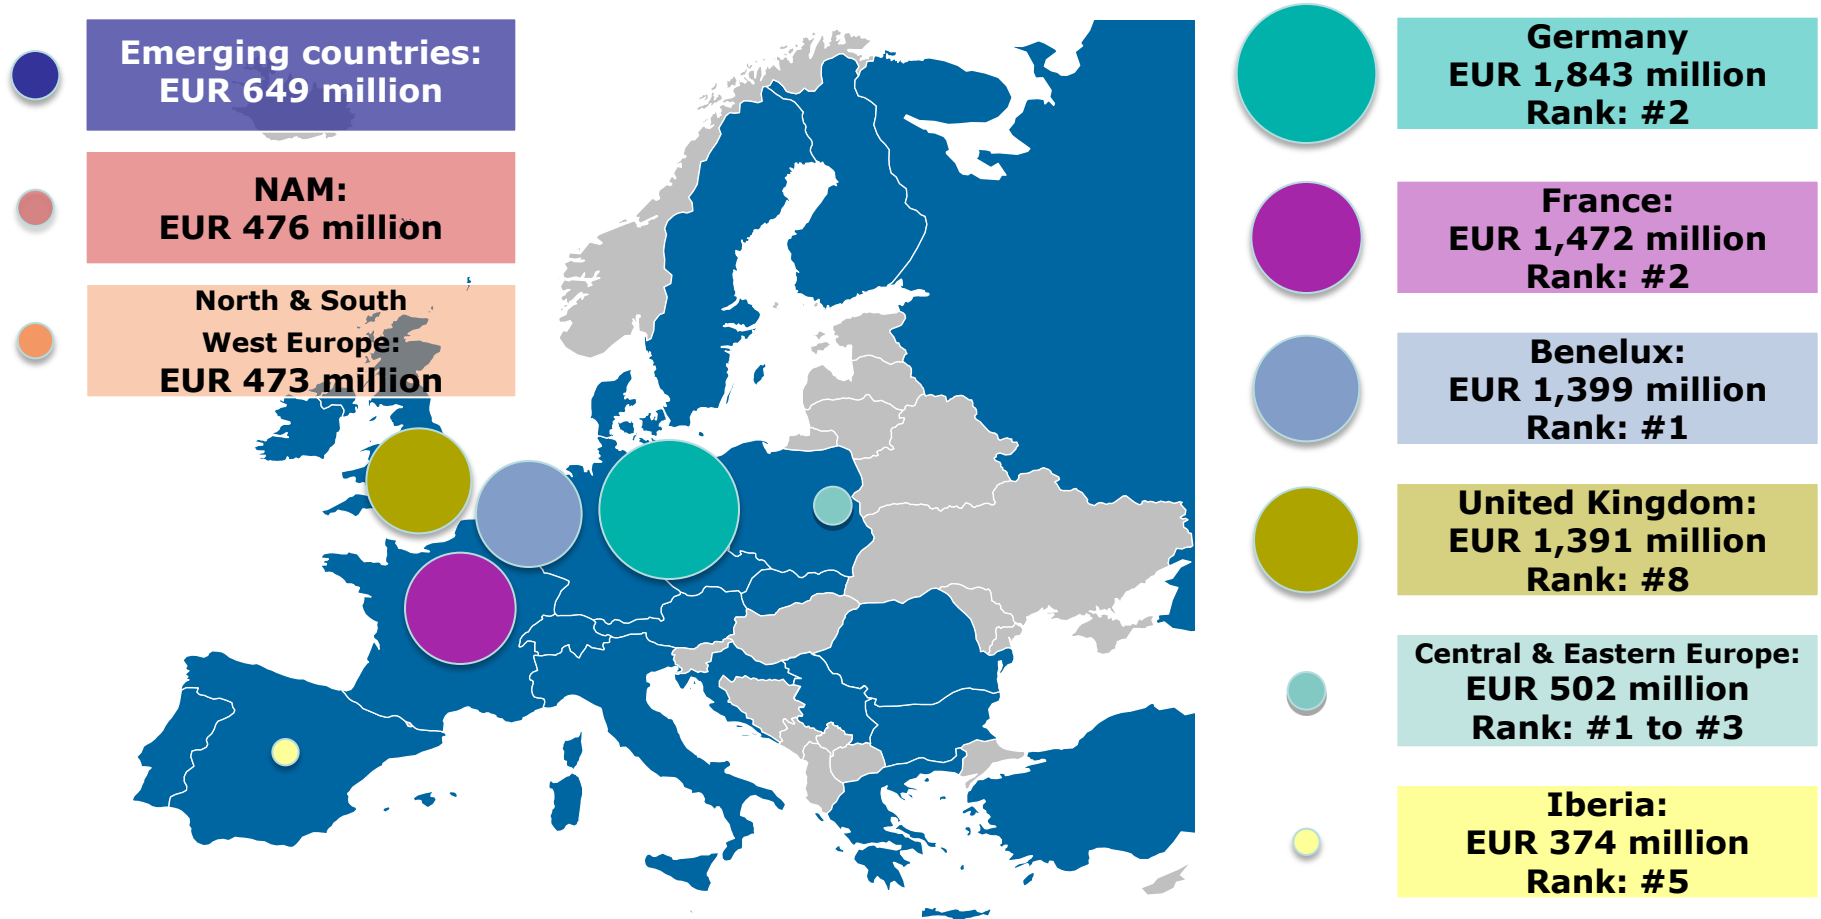 Emerging countries:
EUR 649 million
NAM:
EUR 476 million
North & South
West Europe:
EUR 473 million
Germany
EUR 1,843 million
Rank: #2
France:
EUR 1,472 million
Rank: #2
Benelux:
EUR 1,399 million
Rank: #1
United Kingdom:
EUR 1,391 million
Rank: #8
Central & Eastern Europe:
EUR 502 million
Rank: #1 to #3
Iberia:
EUR 374 million
Rank: #5